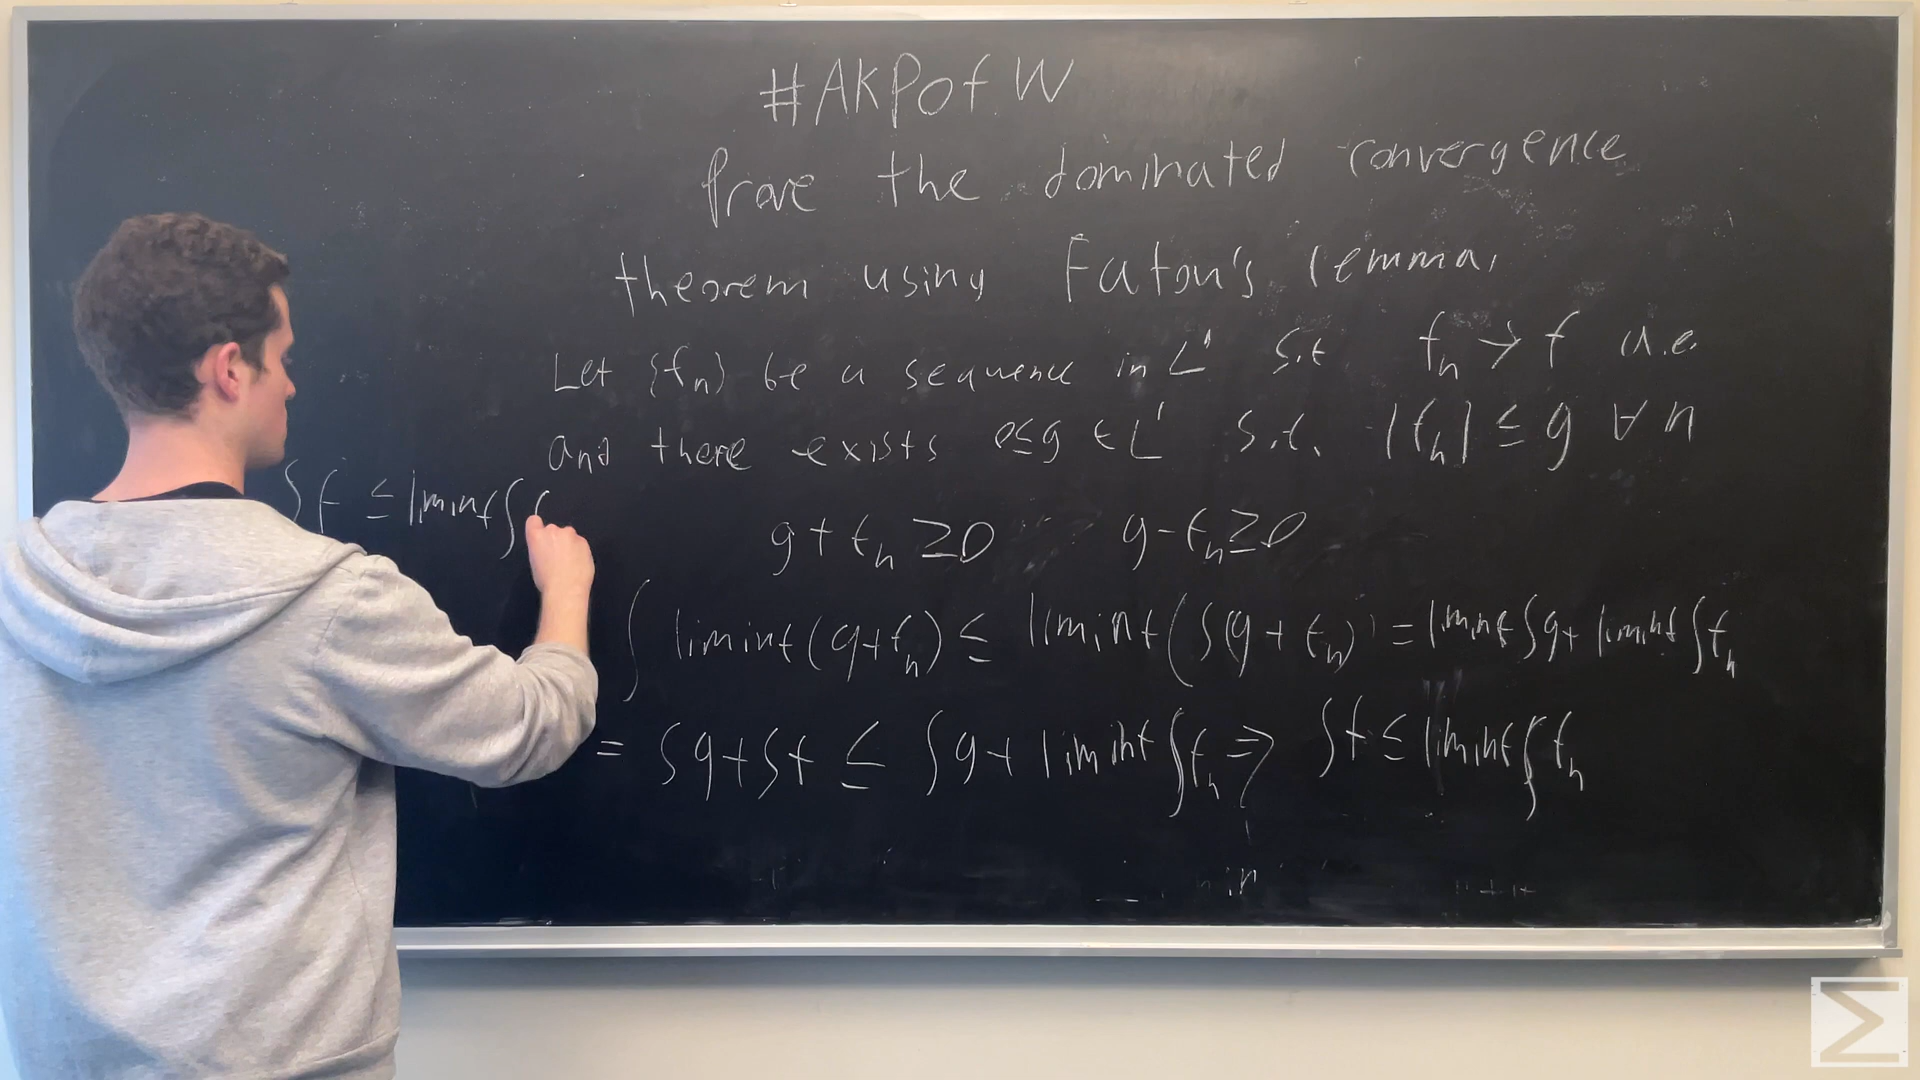 #AKPofW
Prove the dominated convergence
theorem using Fatou's lemma.
Let {fn} be a sequence in L¹ s.t fn → f a.e.
and there exists 0≤g ∈ L¹ s.t. |fn| ≤ g ∀ n
∫f ≤ liminf ∫f
g + fn ≥0 g-fn≥0
∫ liminf (g+fn) ≤ liminf (∫(g + fn) = liminf ∫g + liminf ∫fn
= ∫g+∫f ≤ ∫g + liminf ∫fn ⇒ ∫f ≤ liminf ∫fn
Σ